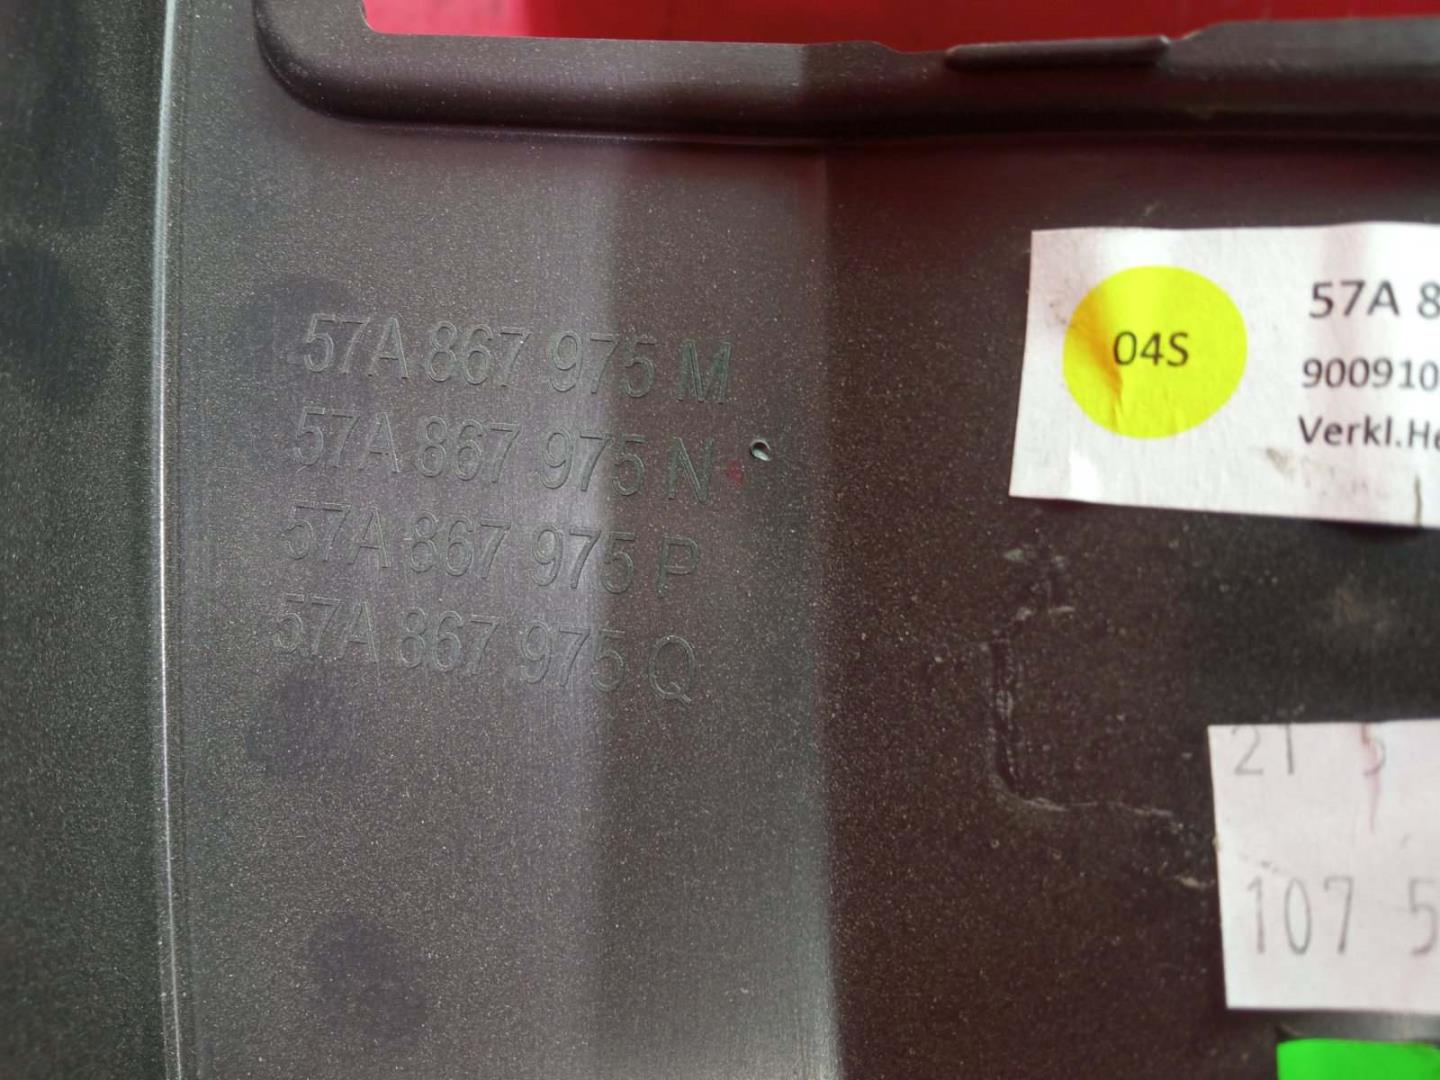 57A 867 975 M
57A 867 975 N
57A 867 975 P
57A 867 975 Q
04S
57A 8
900910
Verkl.He
21 5
107 5